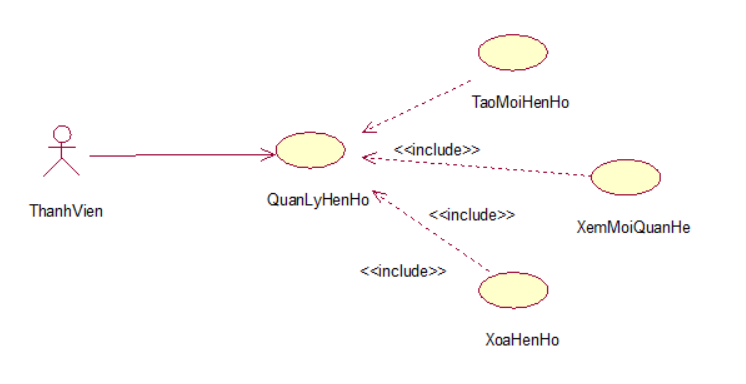 TaoMoiHenHo
<<include>>
QuanLyHenHo
ThanhVien
<<include>>
XemMoiQuanHe
<<include>>
XoaHenHo